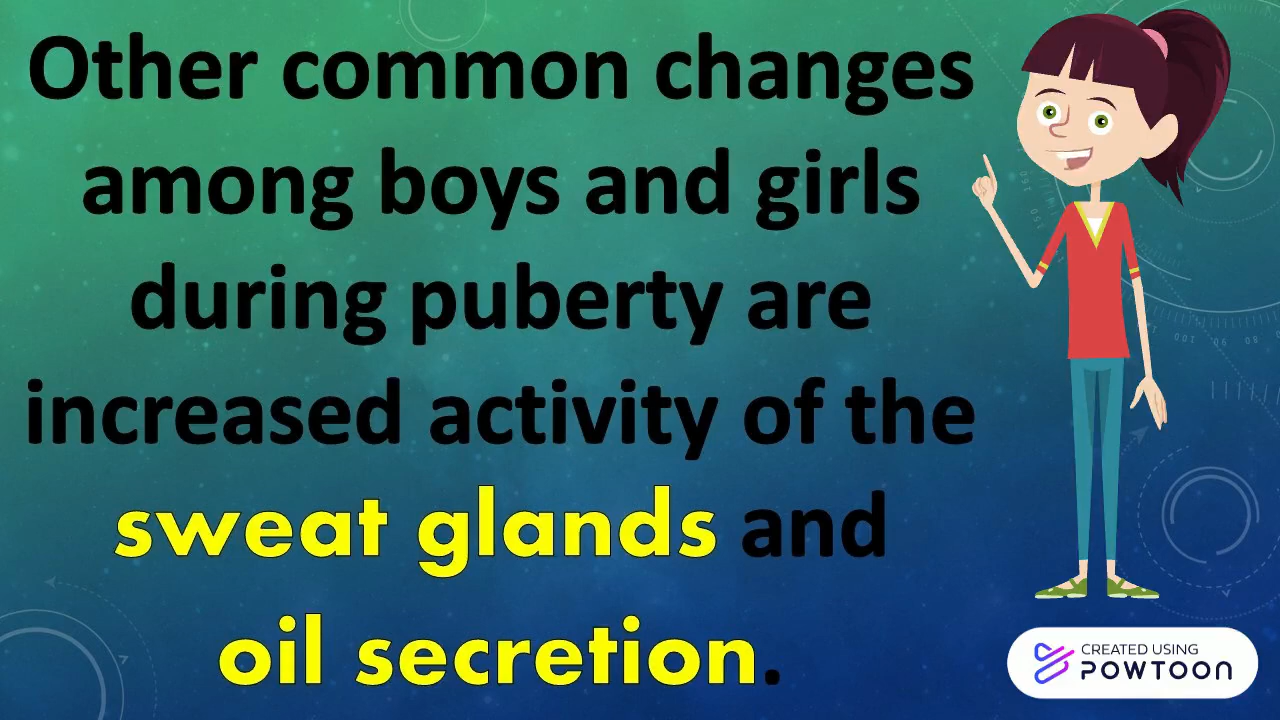 Other common changes
among boys and girls
during puberty are
increased activity of the
sweat glands and
oil secretion.
CREATED USING
POWTOON